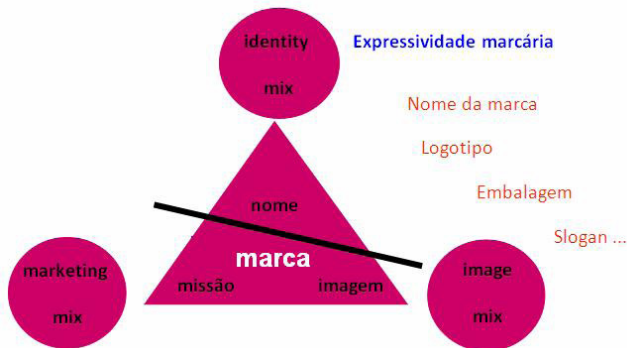 identity
mix
Expressividade marcária
Nome da marca
Logotipo
Embalagem
Slogan ...
nome
marca
missão
imagem
marketing
mix
image
mix